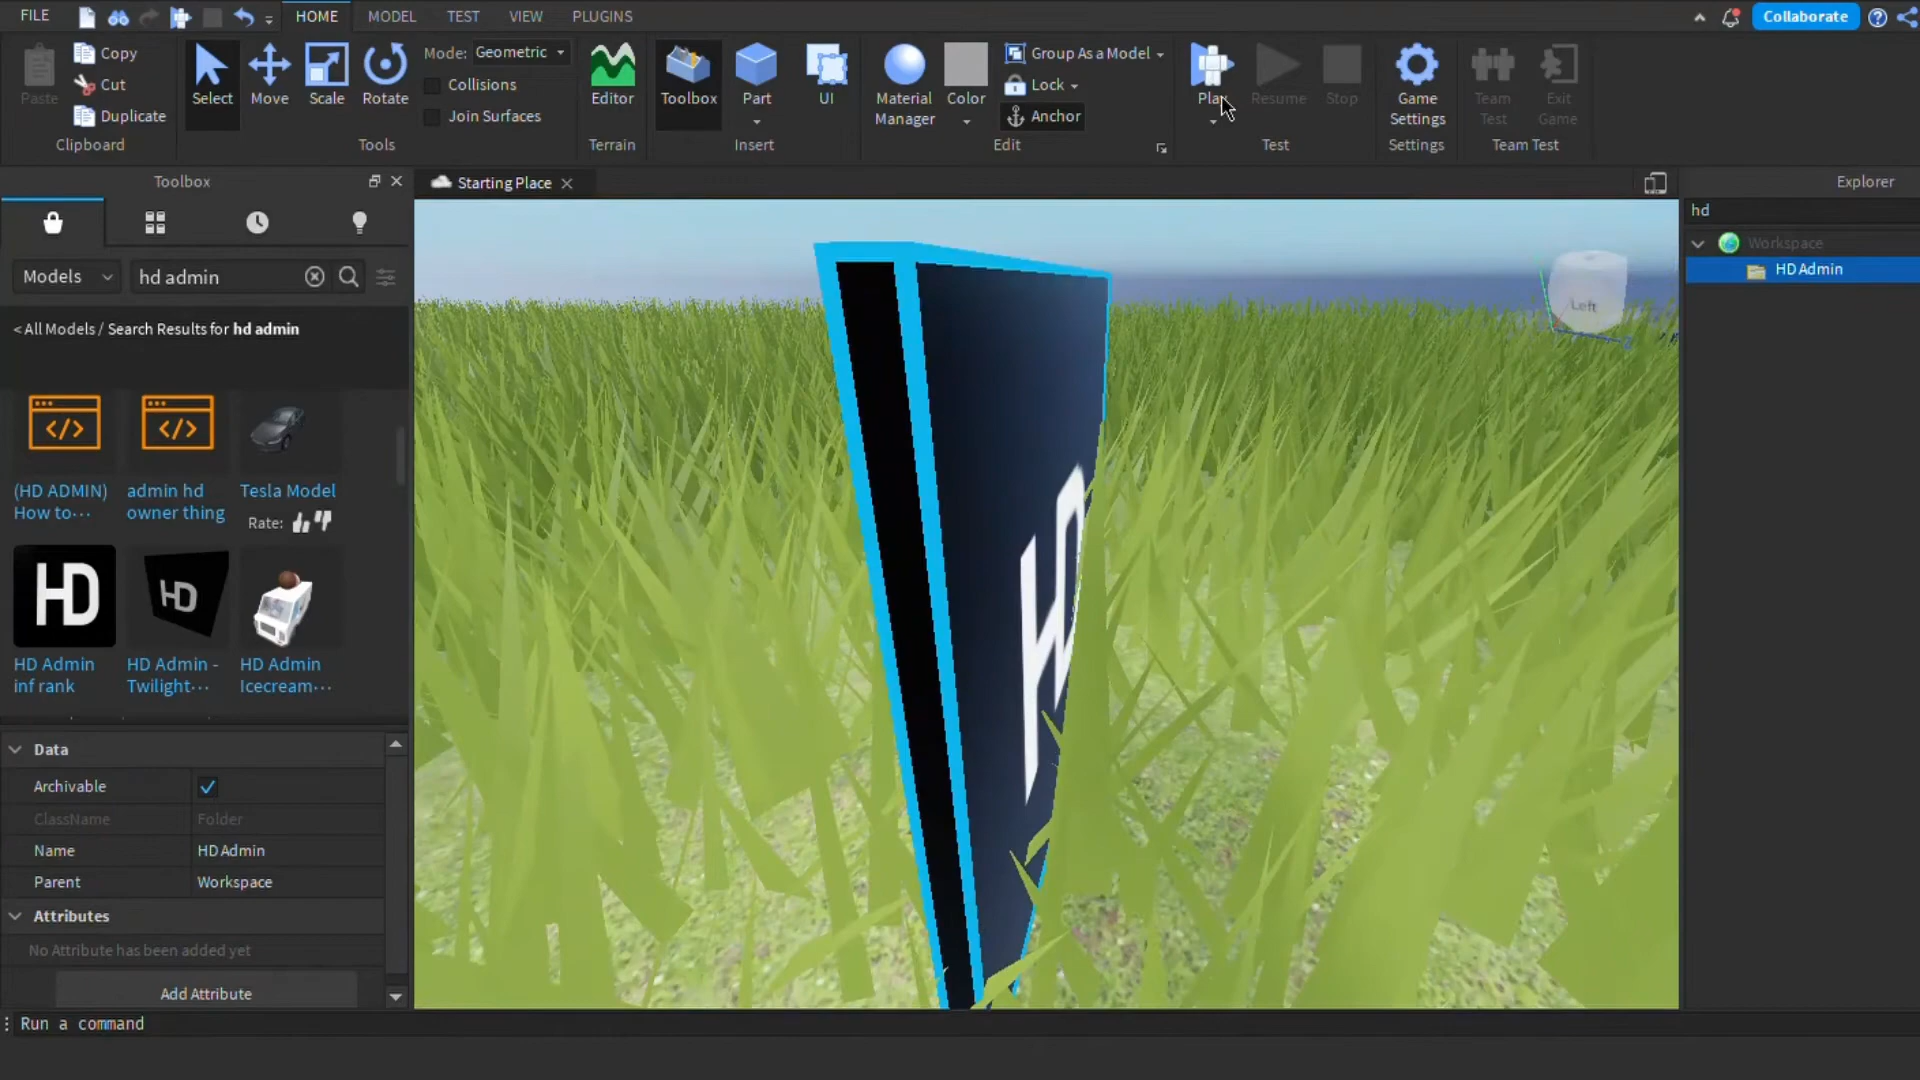 FILE
HOME
MODEL
TEST
VIEW
PLUGINS
Collaborate
Paste
Copy
Cut
Duplicate
Clipboard
Select
Move
Scale
Rotate
Mode: Geometric
Collisions
Join Surfaces
Tools
Editor
Terrain
Toolbox
Part
UI
Insert
Material Manager
Color
Group As a Model
Lock
Anchor
Edit
Play
Resume
Stop
Test
Game Settings
Settings
Team Test
Exit Game
Team Test
Toolbox
Models
hd admin
< All Models / Search Results for hd admin
(HD ADMIN) How to···
admin hd owner thing
Tesla Model
Rate:
HD
HD
HD Admin inf rank
HD Admin - Twilight···
HD Admin Icecream···
Data
Archivable
ClassName Folder
Name HD Admin
Parent Workspace
Attributes
No Attribute has been added yet
Add Attribute
Run a command
Starting Place
HD
Left
Explorer
hd
Workspace
HD Admin